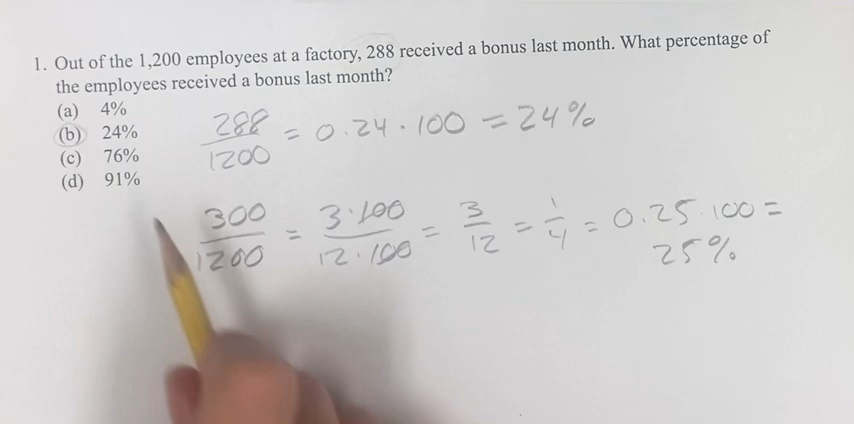 1. Out of the 1,200 employees at a factory, 288 received a bonus last month. What percentage of
the employees received a bonus last month?
(a) 4%
(b) 24%
(c) 76%
(d) 91%
288/1200 = 0.24 · 100 = 24%
300/1200 = 3·100/12·100 = 3/12 = 1/4 = 0.25 · 100 =
25%